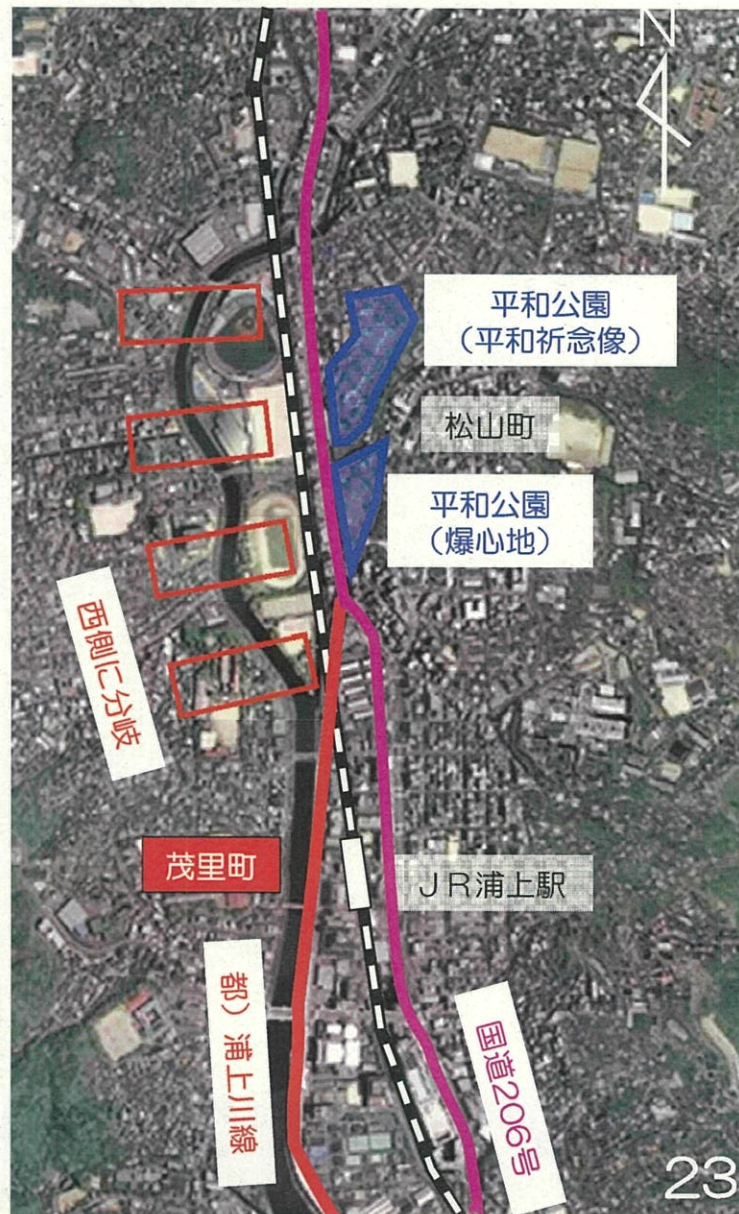 N
平和公園
（平和祈念像）
松山町
平和公園
（爆心地）
西側に分岐
茂里町
ＪＲ浦上駅
都）浦上川線
国道206号
23